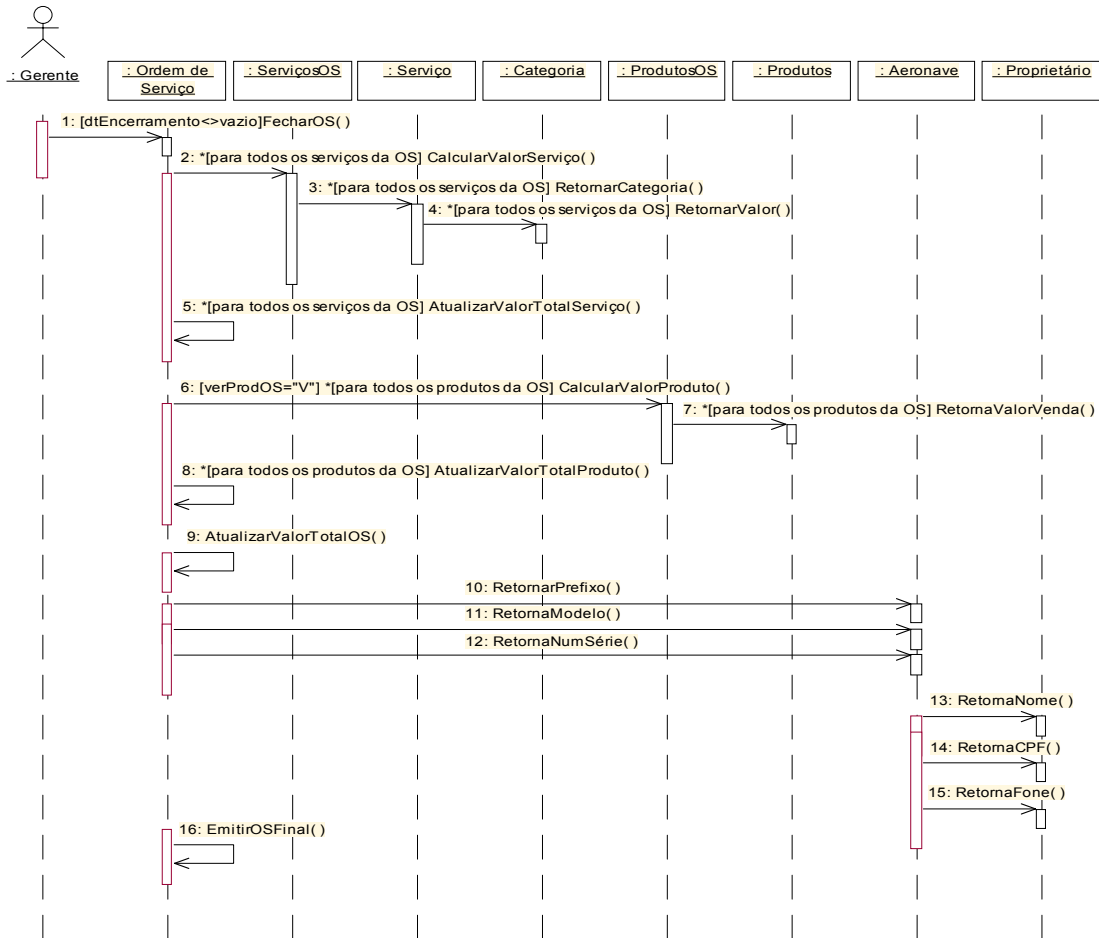 : Gerente
: Ordem de
Serviço
: ServiçosOS
: Serviço
: Categoria
: ProdutosOS
: Produtos
: Aeronave
: Proprietário
1: [dtEncerramento<>vazio]FecharOS( )
2: *[para todos os serviços da OS] CalcularValorServiço( )
3: *[para todos os serviços da OS] RetornarCategoria( )
4: *[para todos os serviços da OS] RetornarValor( )
5: *[para todos os serviços da OS] AtualizarValorTotalServiço( )
6: [verProdOS="V"] *[para todos os produtos da OS] CalcularValorProduto( )
7: *[para todos os produtos da OS] RetornaValorVenda( )
8: *[para todos os produtos da OS] AtualizarValorTotalProduto( )
9: AtualizarValorTotalOS( )
10: RetornarPrefixo( )
11: RetornaModelo( )
12: RetornaNumSérie( )
13: RetornaNome( )
14: RetornaCPF( )
15: RetornaFone( )
16: EmitirOSFinal( )